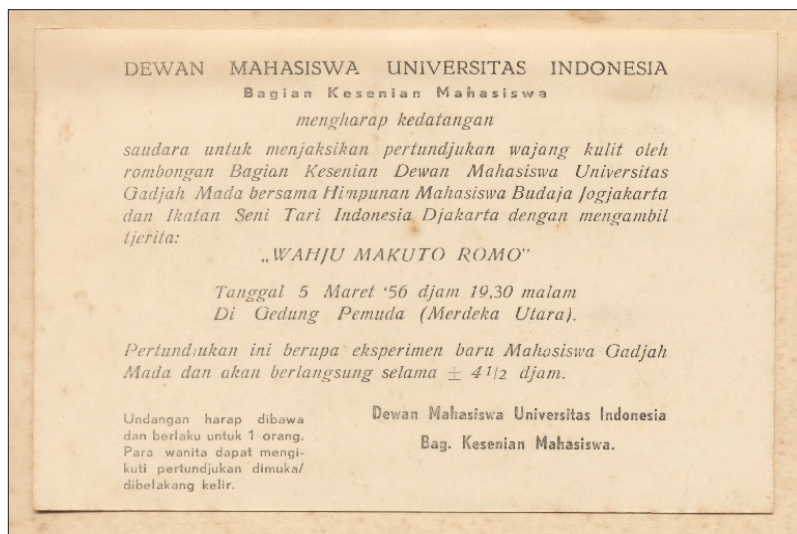 DEWAN MAHASISWA UNIVERSITAS INDONESIA
Bagian Kesenian Mahasiswa
mengharap kedatangan
saudara untuk menjaksikan pertundjukan wajang kulit oleh
rombongan Bagian Kesenian Dewan Mahasiswa Universitas
Gadjah Mada bersama Himpunan Mahasiswa Budaja Jogjakarta
dan Ikatan Seni Tari Indonesia Djakarta dengan mengambil
tjerita:
„WAHJU MAKUTO ROMO"
Tanggal 5 Maret '56 djam 19,30 malam
Di Gedung Pemuda (Merdeka Utara).
Pertundjukan ini berupa eksperimen baru Mahasiswa Gadjah
Mada dan akan berlangsung selama ± 4 1/2 djam.
Undangan harap dibawa
dan berlaku untuk 1 orang.
Para wanita dapat mengi-
kuti pertundjukan dimuka/
dibelakang kelir.
Dewan Mahasiswa Universitas Indonesia
Bag. Kesenian Mahasiswa.